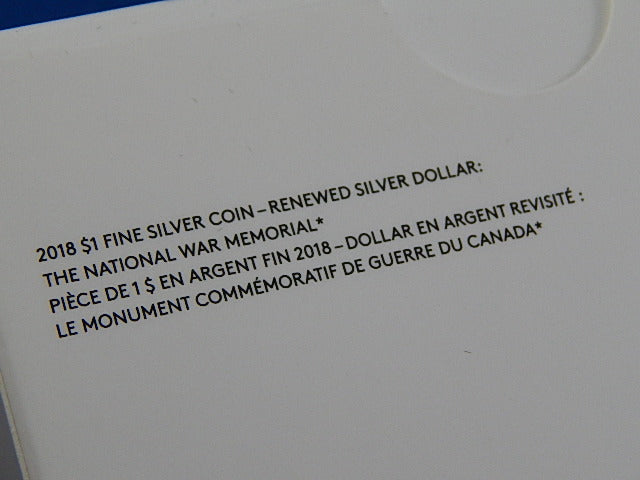 2018 $1 FINE SILVER COIN – RENEWED SILVER DOLLAR:
THE NATIONAL WAR MEMORIAL*
PIÈCE DE 1 $ EN ARGENT FIN 2018 – DOLLAR EN ARGENT REVISITÉ :
LE MONUMENT COMMÉMORATIF DE GUERRE DU CANADA*